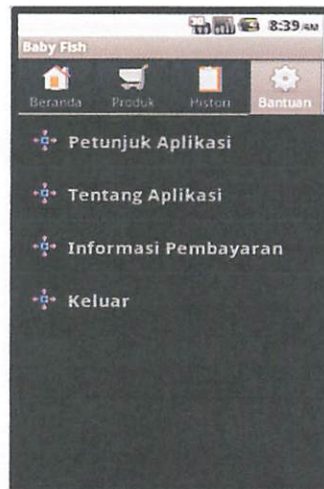 8:39 AM
Baby Fish
Beranda Produk Histori Bantuan
Petunjuk Aplikasi
Tentang Aplikasi
Informasi Pembayaran
Keluar